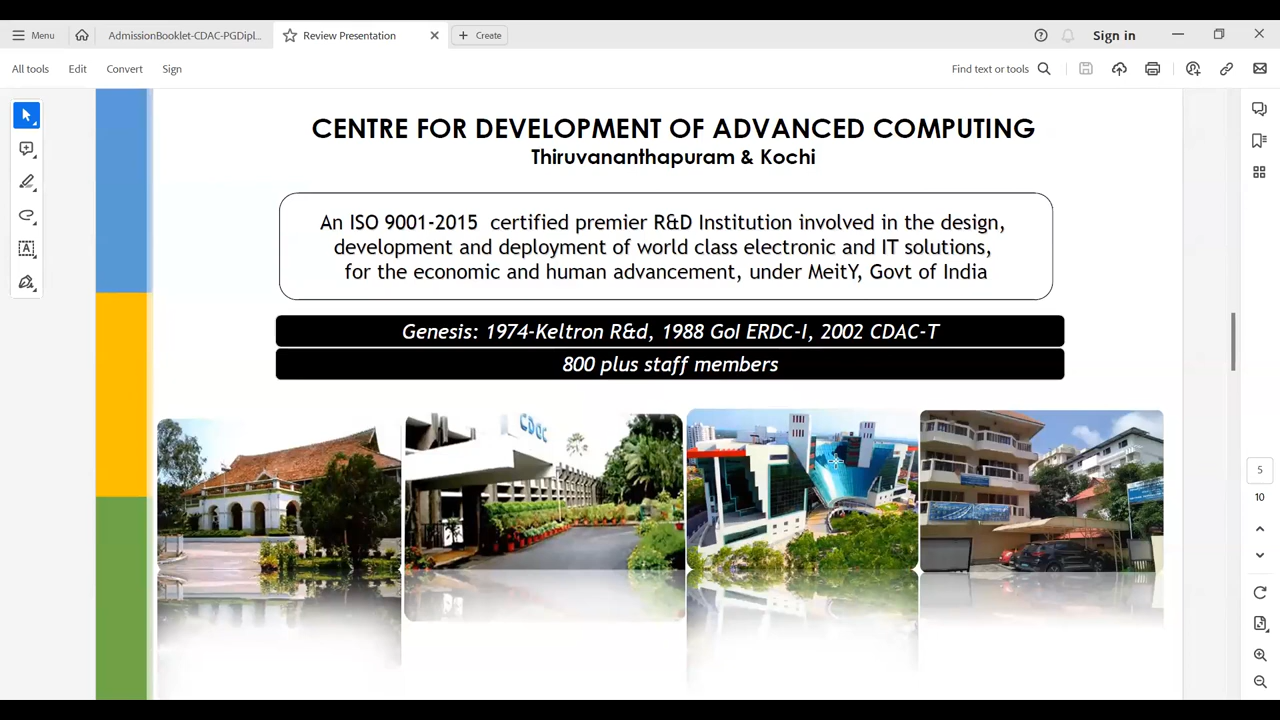 Menu
AdmissionBooklet-CDAC-PGDipl...
Review Presentation
Create
Sign in
All tools
Edit
Convert
Sign
Find text or tools
CENTRE FOR DEVELOPMENT OF ADVANCED COMPUTING
Thiruvananthapuram & Kochi
An ISO 9001-2015 certified premier R&D Institution involved in the design,
development and deployment of world class electronic and IT solutions,
for the economic and human advancement, under MeitY, Govt of India
Genesis: 1974-Keltron R&d, 1988 GoI ERDC-I, 2002 CDAC-T
800 plus staff members
CDAC
5
10